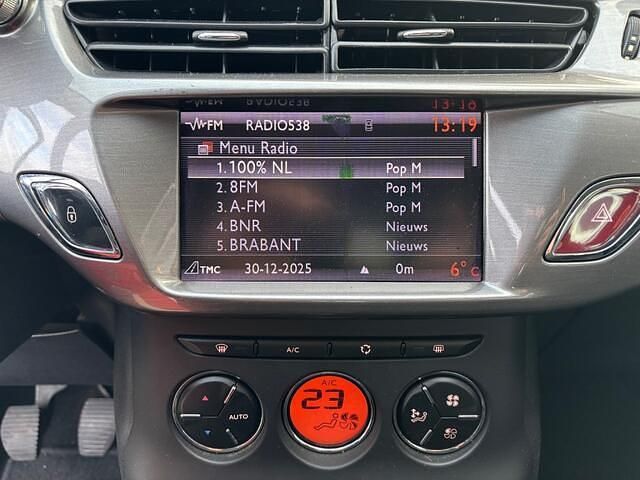 FM RADIO538 13:19
Menu Radio
1. 100% NL Pop M
2. 8FM Pop M
3. A-FM Pop M
4. BNR Nieuws
5. BRABANT Nieuws
TMC 30-12-2025 0m 6°C
A/C
A/C
23
AUTO